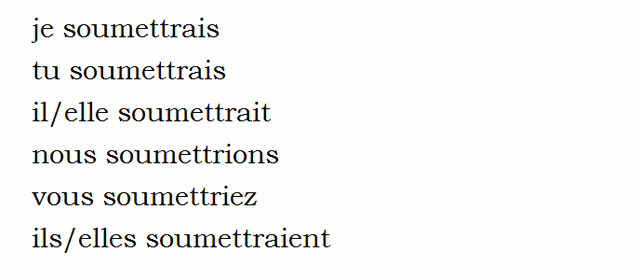 je soumettrais
tu soumettrais
il/elle soumettrait
nous soumettrions
vous soumettriez
ils/elles soumettraient